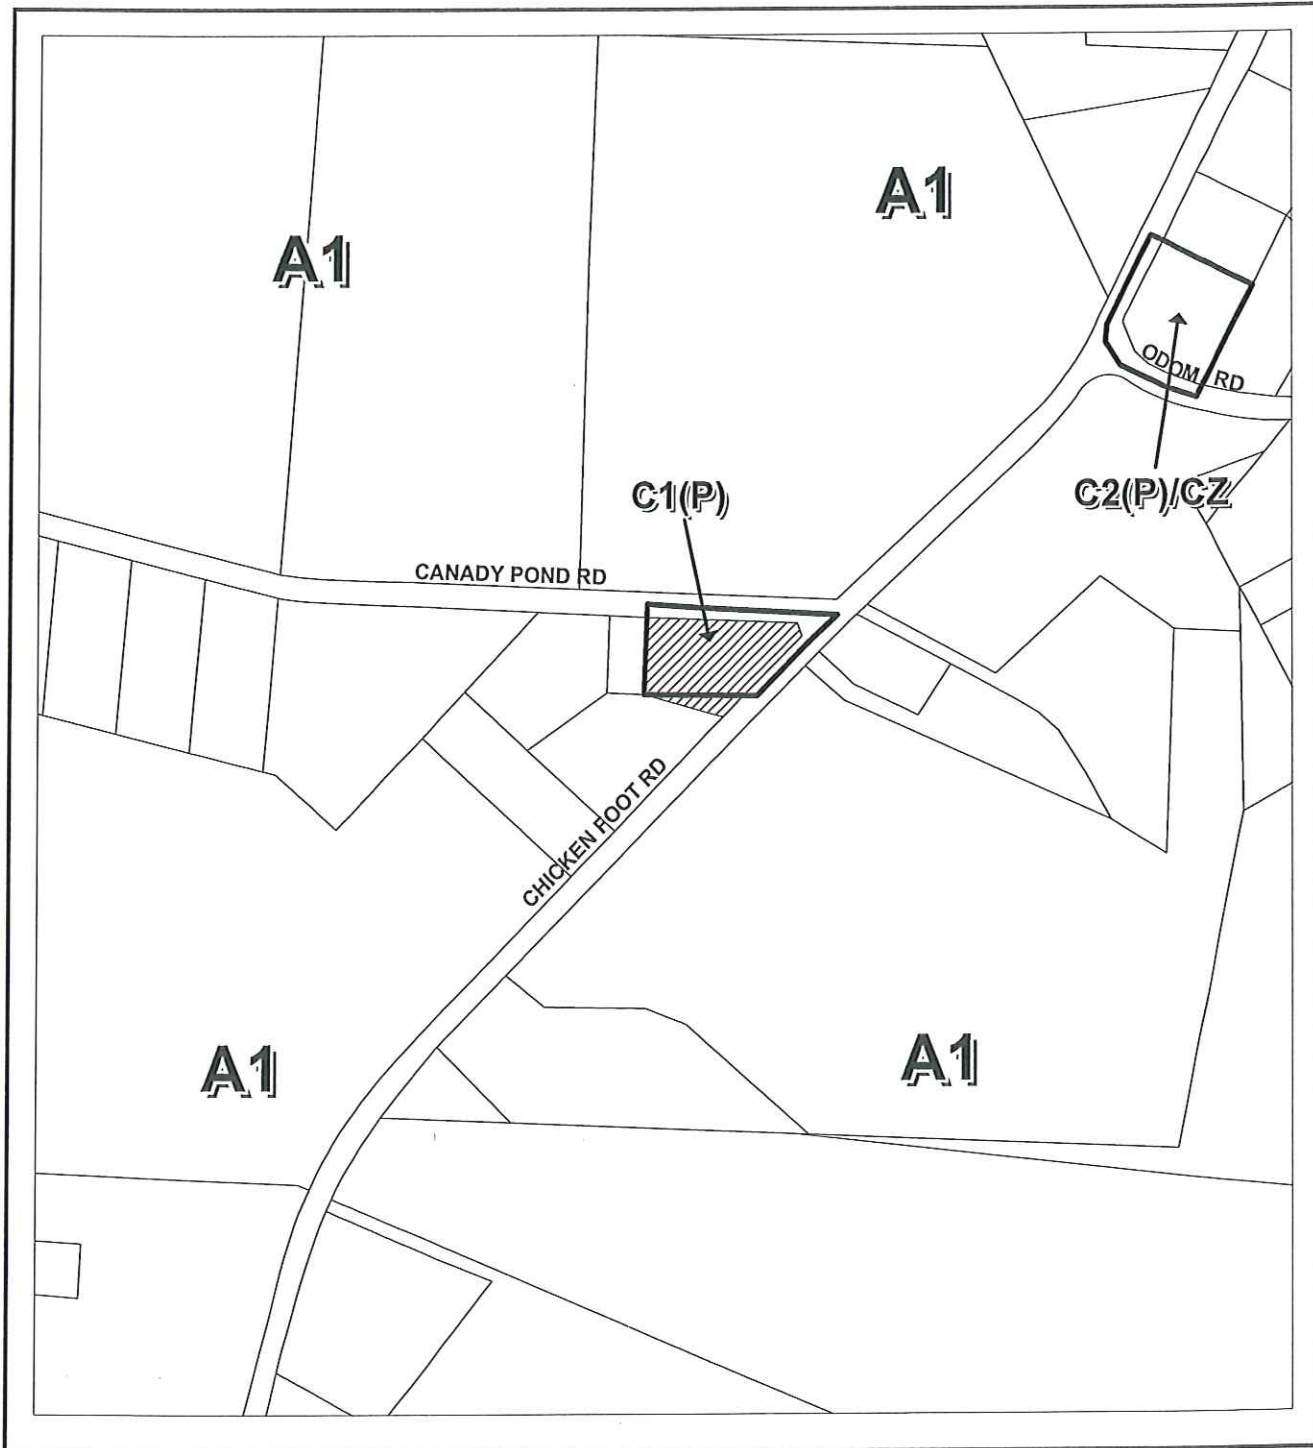 A1
A1
ODOM RD
C1(P)
C2(P)/CZ
CANADY POND RD
CHICKEN FOOT RD
A1
A1